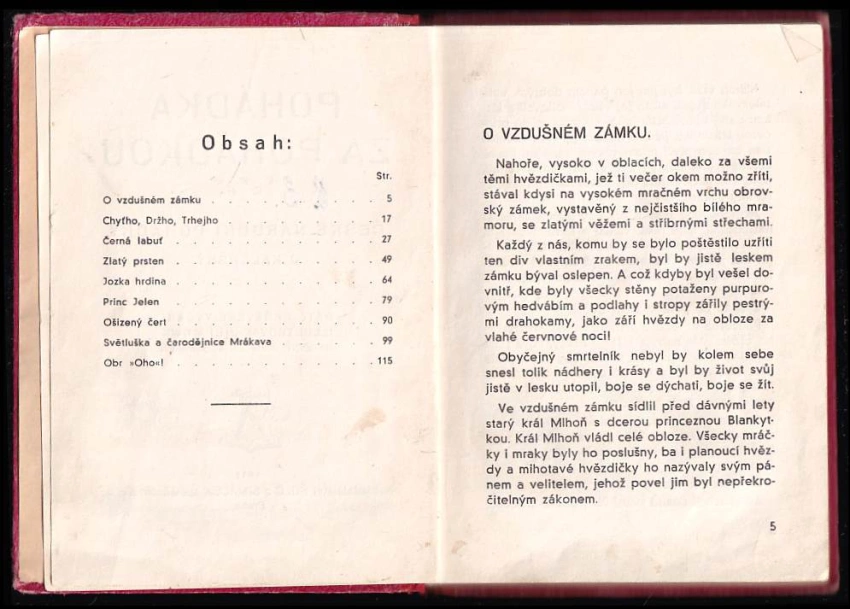 Obsah:
Str.
O vzdušném zámku . . . . . . . . . . 5
Chyťho, Držho, Trhejho . . . . . . . . . 17
Černá labuť . . . . . . . . . . . 27
Zlatý prsten . . . . . . . . . . . 49
Jozka hrdina . . . . . . . . . . . 64
Princ Jelen . . . . . . . . . . . 79
Ošizený čert . . . . . . . . . . . 90
Světluška a čarodějnice Mrákava . . . . . . 99
Obr »Oho«! . . . . . . . . . . . 115
O VZDUŠNÉM ZÁMKU.
Nahoře, vysoko v oblacích, daleko za všemi
těmi hvězdičkami, jež ti večer okem možno zříti,
stával kdysi na vysokém mračném vrchu obrov-
ský zámek, vystavěný z nejčistšiho bílého mra-
moru, se zlatými věžemi a stříbrnými střechami.
Každý z nás, komu by se bylo poštěstilo uzříti
ten div vlastním zrakem, byl by jistě leskem
zámku býval oslepen. A což kdyby byl vešel do-
vnitř, kde byly všecky stěny potaženy purpuro-
vým hedvábím a podlahy i stropy zářily pestrý-
mi drahokamy, jako září hvězdy na obloze za
vlahé červnové noci!
Obyčejný smrtelník nebyl by kolem sebe
snesl tolik nádhery i krásy a byl by život svůj
jistě v lesku utopil, boje se dýchati, boje se žít.
Ve vzdušném zámku sídlil před dávnými lety
starý král Mlhoň s dcerou princeznou Blankyt-
kou. Král Mlhoň vládl celé obloze. Všecky mráč-
ky i mraky byly ho poslušny, ba i planoucí hvěz-
dy a mihotavé hvězdičky ho nazývaly svým pá-
nem a velitelem, jehož povel jim byl nepřekro-
čitelným zákonem.
5